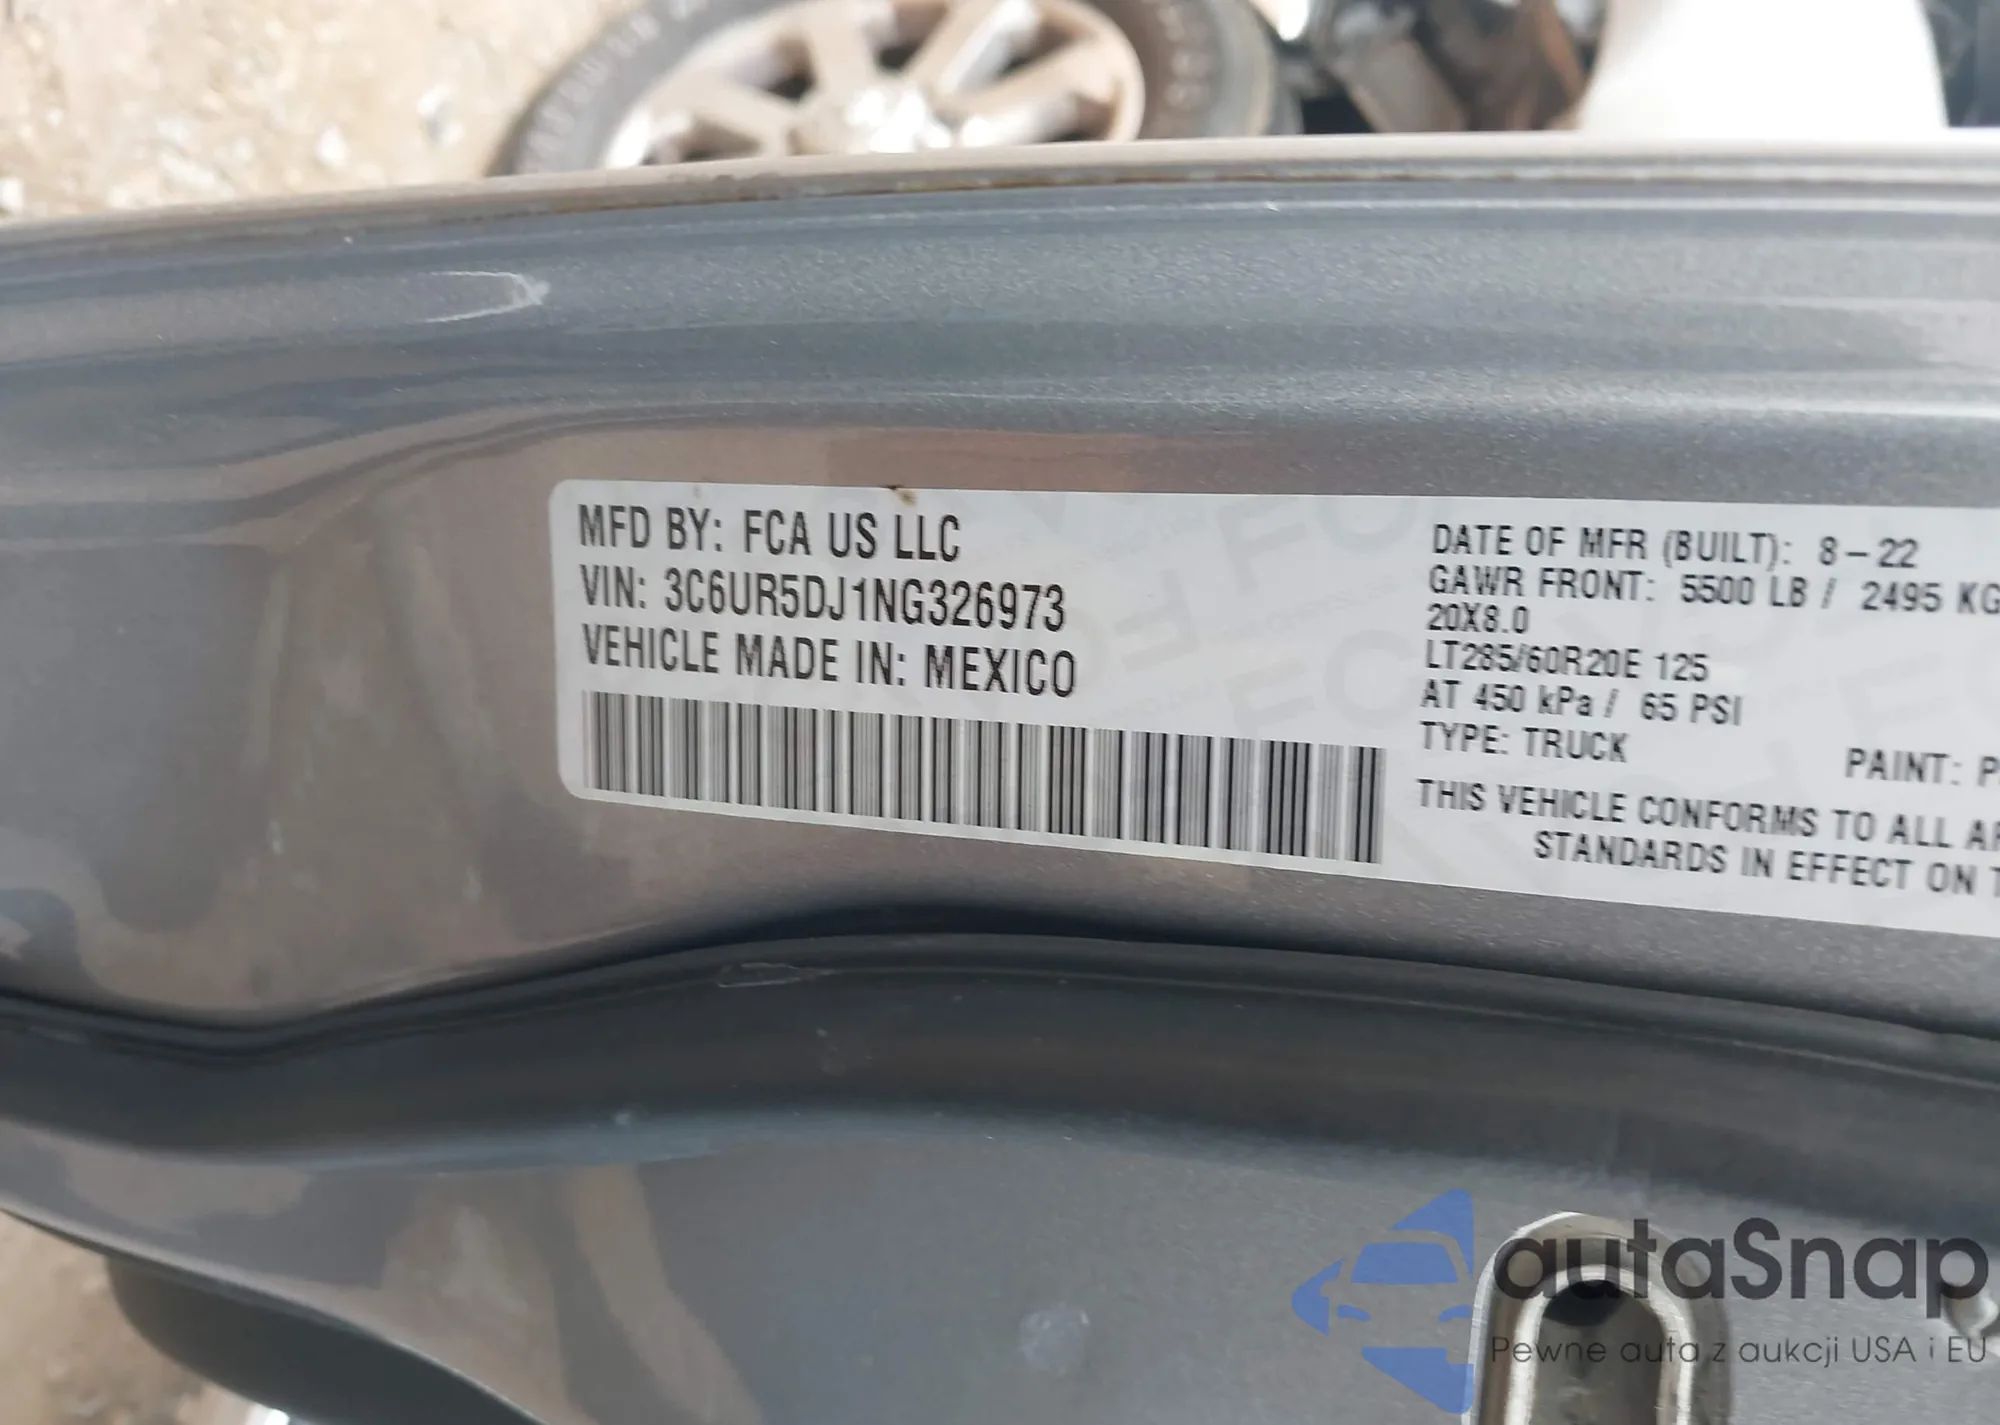 MFD BY: FCA US LLC
VIN: 3C6UR5DJ1NG326973
VEHICLE MADE IN: MEXICO
DATE OF MFR (BUILT): 8-22
GAWR FRONT: 5500 LB / 2495 KG
20X8.0
LT285/60R20E 125
AT 450 kPa / 65 PSI
TYPE: TRUCK
PAINT: P
THIS VEHICLE CONFORMS TO ALL
STANDARDS IN EFFECT ON T
autaSnap
Pewne auta z aukcji USA i EU